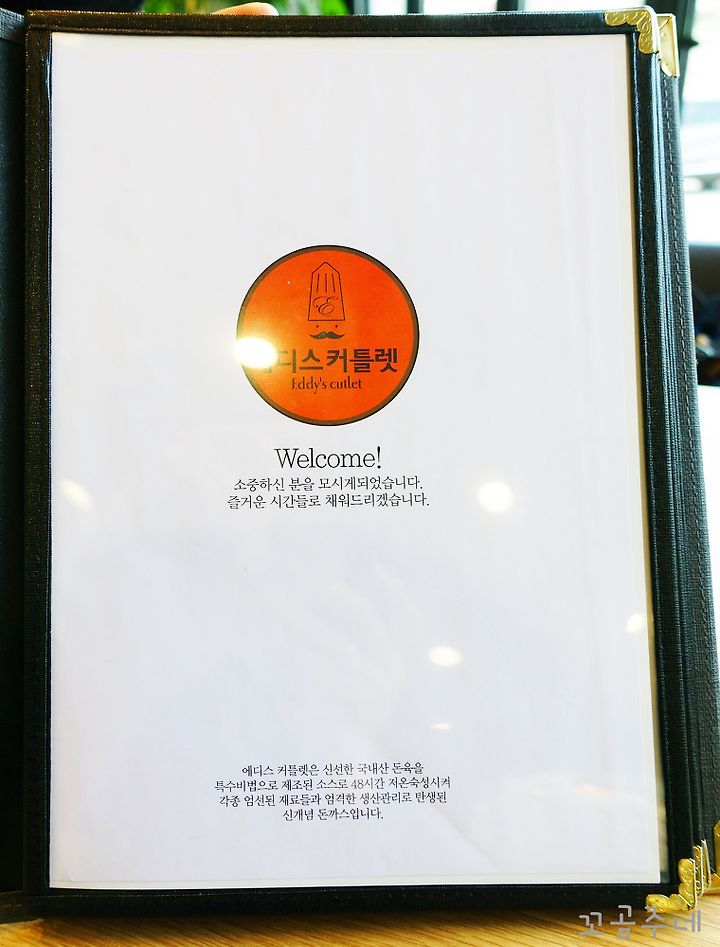 E
에디스커틀렛
Eddy's cutlet
Welcome!
소중하신 분을 모시게되었습니다.
즐거운 시간들로 채워드리겠습니다.
에디스 커틀렛은 신선한 국내산 돈육을
특수비법으로 제조된 소스로 48시간 저온숙성시켜
각종 엄선된 재료들과 엄격한 생산관리로 탄생된
신개념 돈까스입니다.
꼬곰주네